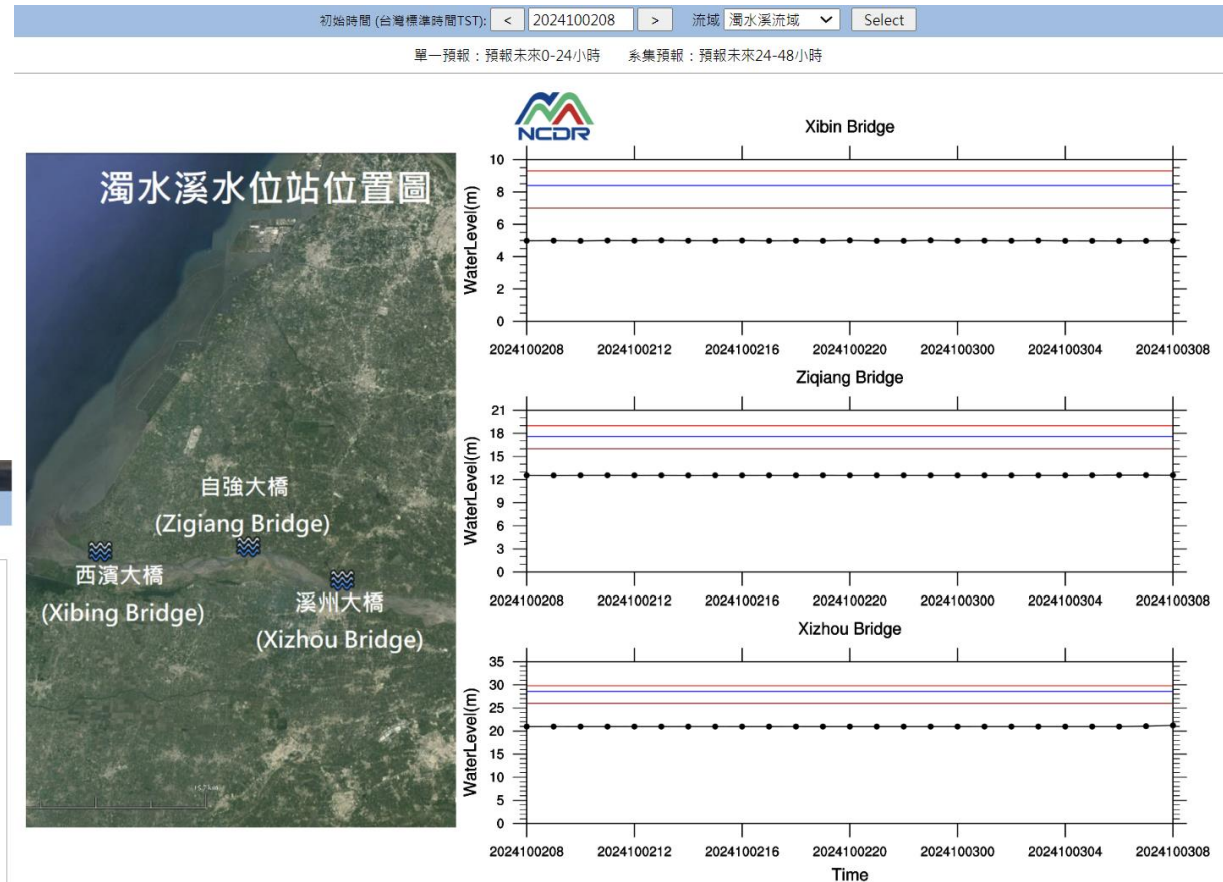 初始時間 (台灣標準時間TST): < 2024100208 > 流域 濁水溪流域 Select
單一預報：預報未來0-24小時 系集預報：預報未來24-48小時
NCDR
濁水溪水位站位置圖
自強大橋
(Zigiang Bridge)
西濱大橋
(Xibing Bridge)
溪州大橋
(Xizhou Bridge)
Xibin Bridge
WaterLevel(m)
10
8
6
4
2
0
2024100208 2024100212 2024100216 2024100220 2024100300 2024100304 2024100308
Ziqiang Bridge
WaterLevel(m)
21
18
15
12
9
6
3
0
2024100208 2024100212 2024100216 2024100220 2024100300 2024100304 2024100308
Xizhou Bridge
WaterLevel(m)
35
30
25
20
15
10
5
0
2024100208 2024100212 2024100216 2024100220 2024100300 2024100304 2024100308
Time